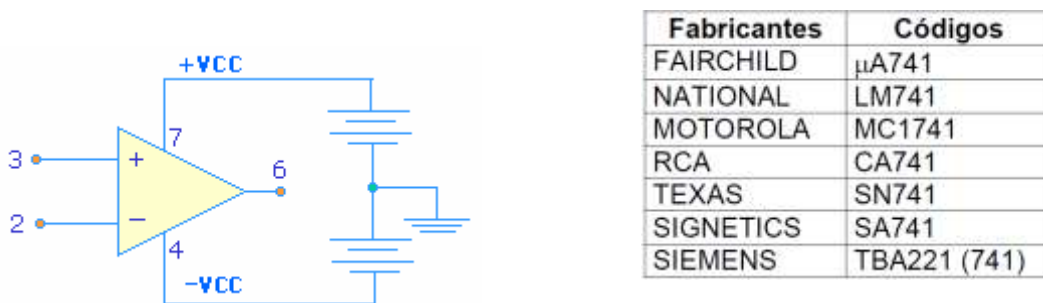 +VCC
7
3
+
6
2
−
4
-VCC
Fabricantes Códigos
FAIRCHILD μA741
NATIONAL LM741
MOTOROLA MC1741
RCA CA741
TEXAS SN741
SIGNETICS SA741
SIEMENS TBA221 (741)